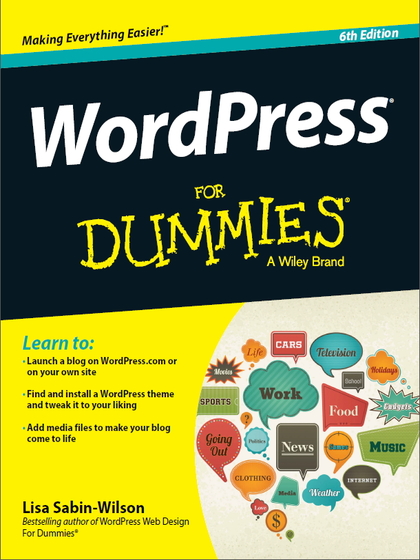 Making Everything Easier!™
6th Edition
WordPress®
FOR
DUMMIES®
A Wiley Brand
Learn to:
• Launch a blog on WordPress.com or
on your own site
• Find and install a WordPress theme
and tweak it to your liking
• Add media files to make your blog
come to life
Life
CARS
Television
Movies
School!
Holidays
SPORTS
Work
Food
Gadgets
?
Going
Out
Politics
News
Games
MUSIC
CLOTHING
Media
Weather
INTERNET
Love
$
Lisa Sabin-Wilson
Bestselling author of WordPress Web Design
For Dummies®